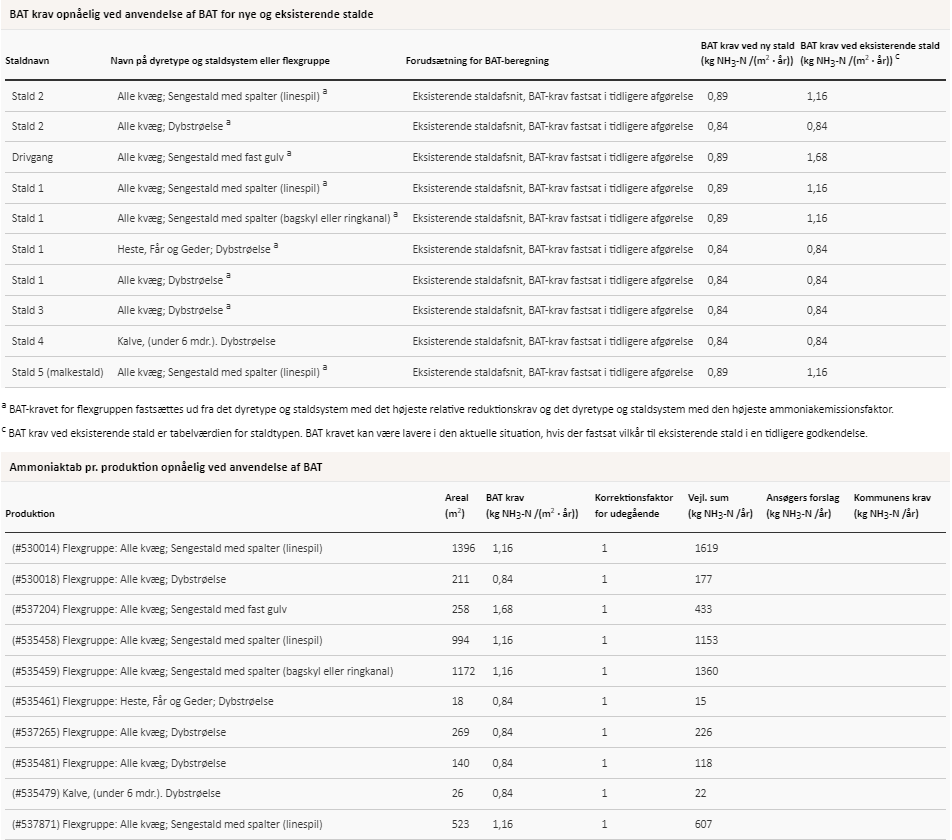 BAT krav opnåelig ved anvendelse af BAT for nye og eksisterende stalde
Staldnavn Navn på dyretype og staldsystem eller flexgruppe Forudsætning for BAT-beregning BAT krav ved ny stald (kg NH3-N /(m² · år)) BAT krav ved eksisterende stald (kg NH3-N /(m² · år)) c
Stald 2 Alle kvæg; Sengestald med spalter (linespil) a Eksisterende staldafsnit, BAT-krav fastsat i tidligere afgørelse 0,89 1,16
Stald 2 Alle kvæg; Dybstrøelse a Eksisterende staldafsnit, BAT-krav fastsat i tidligere afgørelse 0,84 0,84
Drivgang Alle kvæg; Sengestald med fast gulv a Eksisterende staldafsnit, BAT-krav fastsat i tidligere afgørelse 0,89 1,68
Stald 1 Alle kvæg; Sengestald med spalter (linespil) a Eksisterende staldafsnit, BAT-krav fastsat i tidligere afgørelse 0,89 1,16
Stald 1 Alle kvæg; Sengestald med spalter (bagskyl eller ringkanal) a Eksisterende staldafsnit, BAT-krav fastsat i tidligere afgørelse 0,89 1,16
Stald 1 Heste, Får og Geder; Dybstrøelse a Eksisterende staldafsnit, BAT-krav fastsat i tidligere afgørelse 0,84 0,84
Stald 1 Alle kvæg; Dybstrøelse a Eksisterende staldafsnit, BAT-krav fastsat i tidligere afgørelse 0,84 0,84
Stald 3 Alle kvæg; Dybstrøelse a Eksisterende staldafsnit, BAT-krav fastsat i tidligere afgørelse 0,84 0,84
Stald 4 Kalve, (under 6 mdr.). Dybstrøelse Eksisterende staldafsnit, BAT-krav fastsat i tidligere afgørelse 0,84 0,84
Stald 5 (malkestald) Alle kvæg; Sengestald med spalter (linespil) a Eksisterende staldafsnit, BAT-krav fastsat i tidligere afgørelse 0,89 1,16
a BAT-kravet for flexgruppen fastsættes ud fra det dyretype og staldsystem med det højeste relative reduktionskrav og det dyretype og staldsystem med den højeste ammoniakemissionsfaktor.
c BAT krav ved eksisterende stald er tabelværdien for staldtypen. BAT kravet kan være lavere i den aktuelle situation, hvis der fastsat vilkår til eksisterende stald i en tidligere godkendelse.
Ammoniaktab pr. produktion opnåelig ved anvendelse af BAT
Produktion Areal (m²) BAT krav (kg NH3-N /(m² · år)) Korrektionsfaktor for udegående Vejl. sum (kg NH3-N /år) Ansøgers forslag (kg NH3-N /år) Kommunens krav (kg NH3-N /år)
(#530014) Flexgruppe: Alle kvæg; Sengestald med spalter (linespil) 1396 1,16 1 1619
(#530018) Flexgruppe: Alle kvæg; Dybstrøelse 211 0,84 1 177
(#537204) Flexgruppe: Alle kvæg; Sengestald med fast gulv 258 1,68 1 433
(#535458) Flexgruppe: Alle kvæg; Sengestald med spalter (linespil) 994 1,16 1 1153
(#535459) Flexgruppe: Alle kvæg; Sengestald med spalter (bagskyl eller ringkanal) 1172 1,16 1 1360
(#535461) Flexgruppe: Heste, Får og Geder; Dybstrøelse 18 0,84 1 15
(#537265) Flexgruppe: Alle kvæg; Dybstrøelse 269 0,84 1 226
(#535481) Flexgruppe: Alle kvæg; Dybstrøelse 140 0,84 1 118
(#535479) Kalve, (under 6 mdr.). Dybstrøelse 26 0,84 1 22
(#537871) Flexgruppe: Alle kvæg; Sengestald med spalter (linespil) 523 1,16 1 607